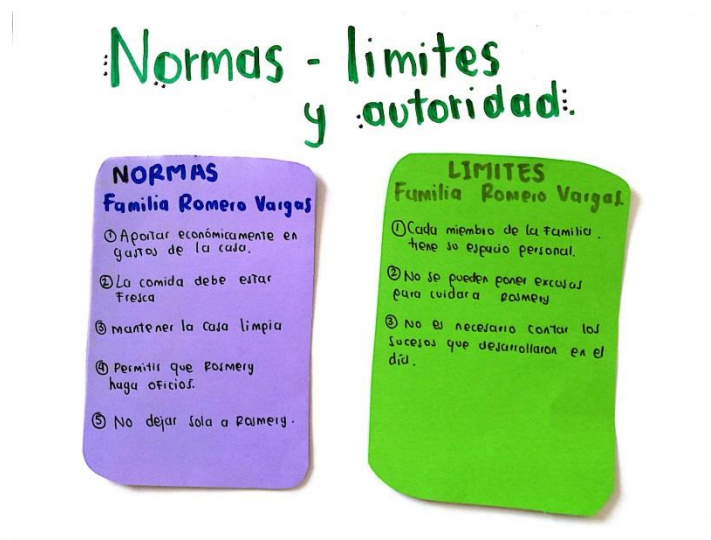 Normas - limites
y autoridad.
NORMAS
Familia Romero Vargas
① Aportar económicamente en
gastos de la casa.
② La comida debe estar
Fresca
③ mantener la casa limpia
④ Permitir que Rosmery
haga oficios.
⑤ No dejar sola a Rosmery.
LIMITES
Familia Romero Vargas.
① Cada miembro de la familia.
tiene su espacio personal.
② No se pueden poner excusas
para cuidar a Rosmery
③ No es necesario contar los
sucesos que desarrollaron en el
día.